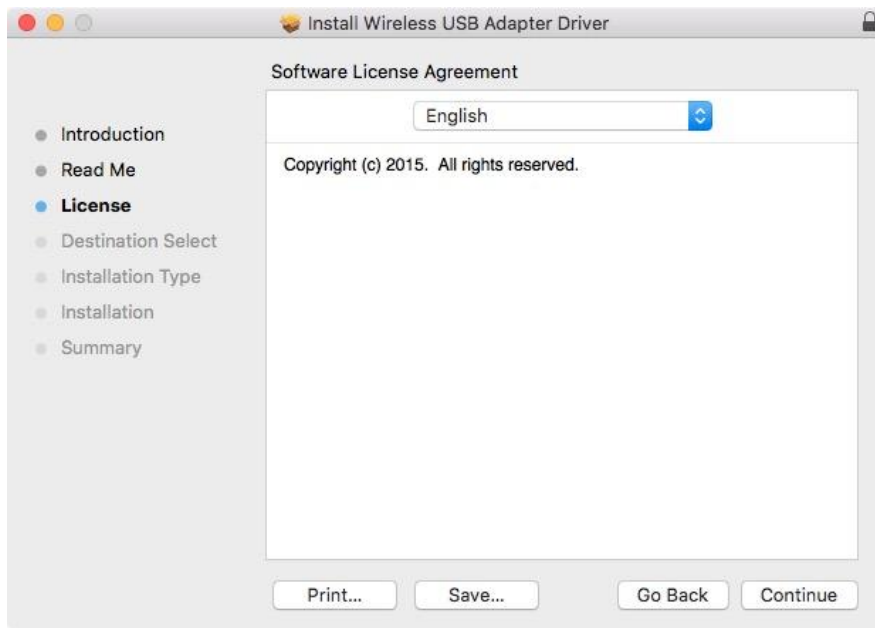 Install Wireless USB Adapter Driver
Software License Agreement
Introduction
Read Me
License
Destination Select
Installation Type
Installation
Summary
English
Copyright (c) 2015.  All rights reserved.
Print...
Save...
Go Back
Continue